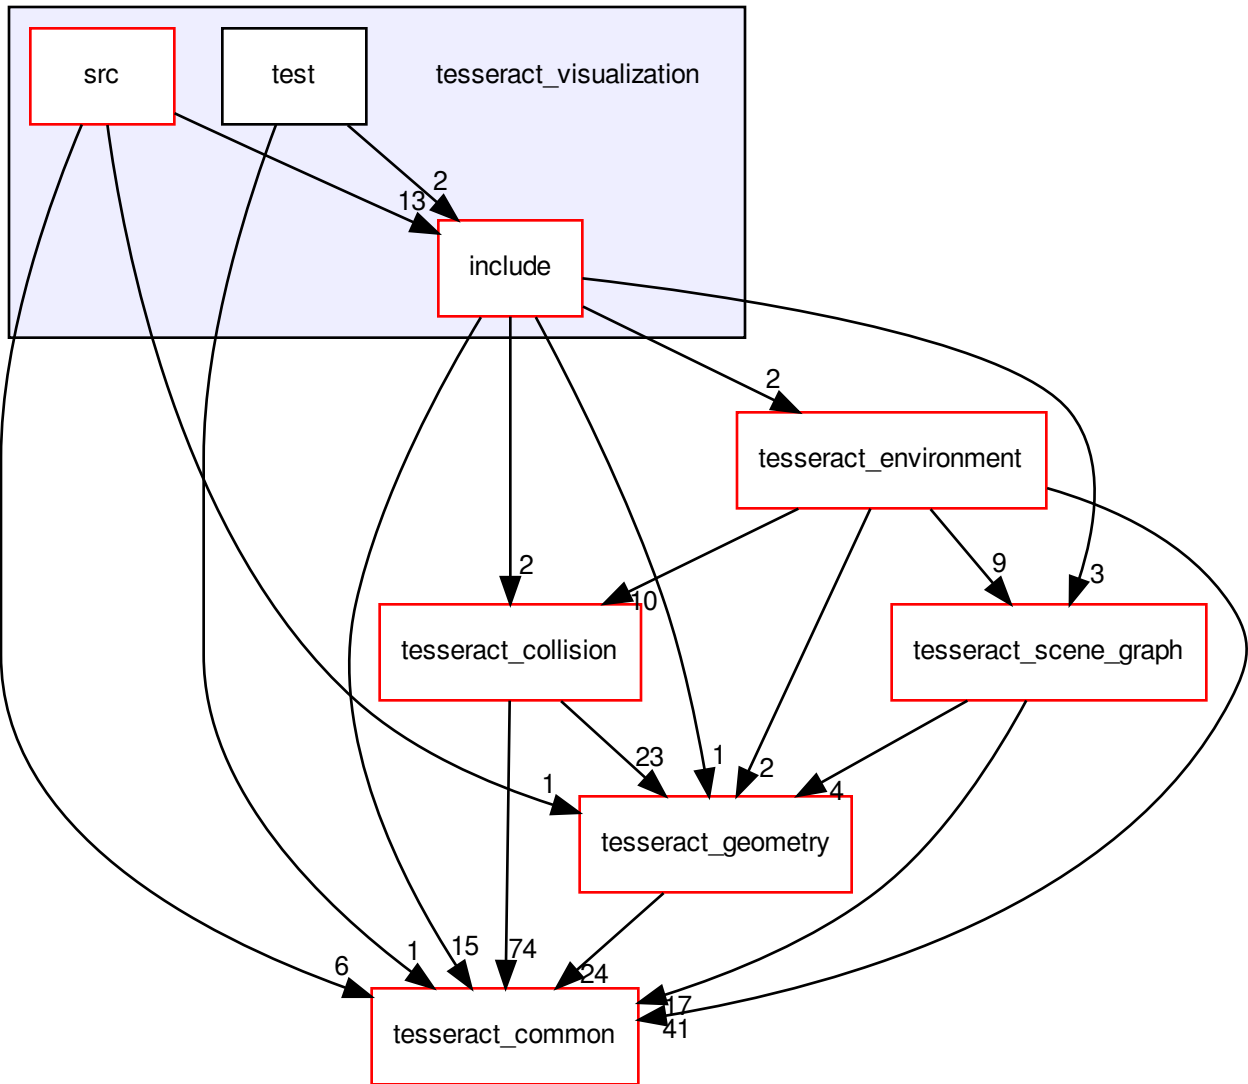 src
test
tesseract_visualization
2
13
include
2
tesseract_environment
2
9
3
10
tesseract_collision
tesseract_scene_graph
23
1
2
1
4
tesseract_geometry
6
1
15
74
24
17
41
tesseract_common